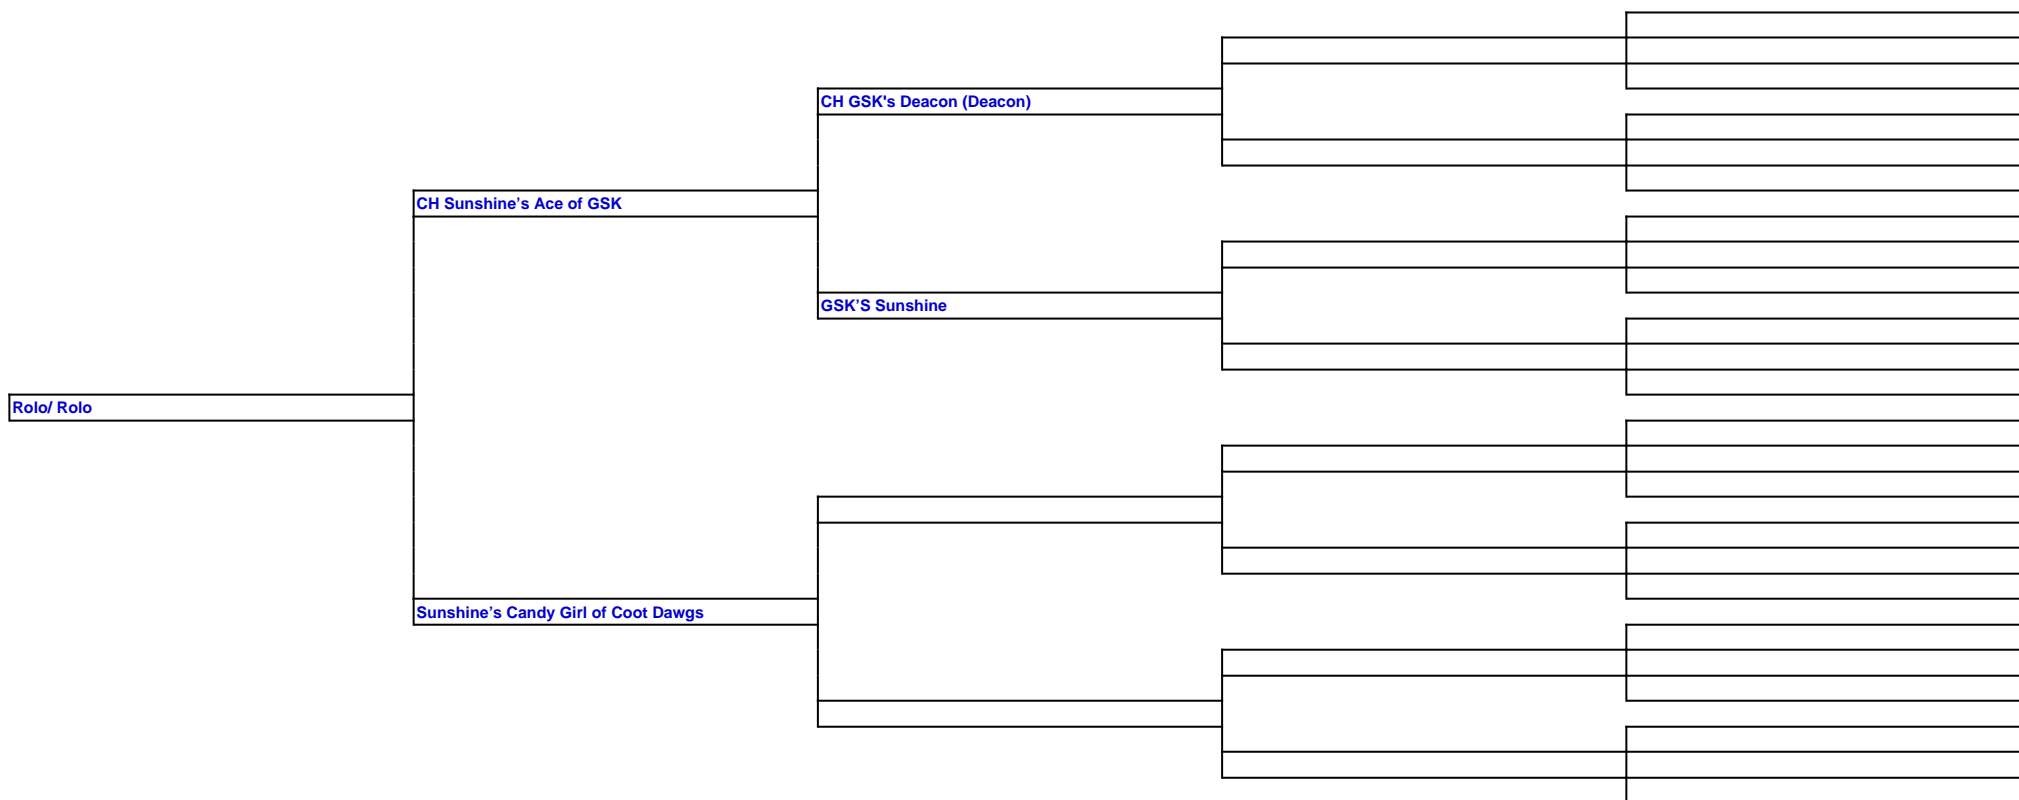 CH GSK's Deacon (Deacon)
CH Sunshine’s Ace of GSK
GSK’S Sunshine
Rolo/ Rolo
Sunshine’s Candy Girl of Coot Dawgs